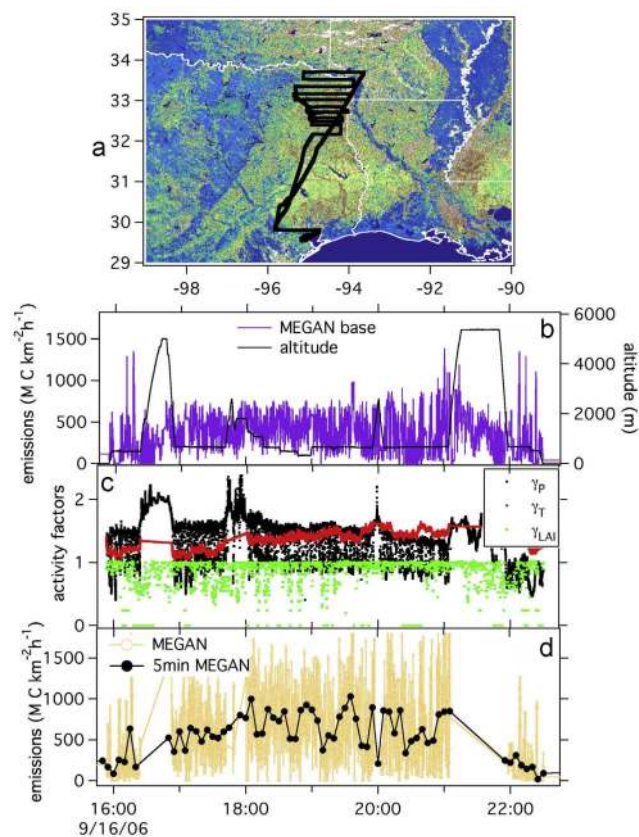 35
34
33
32
31
30
29
a
-98
-96
-94
-92
-90
b
MEGAN base
altitude
emissions (M C km-2h-1)
1500
1000
500
0
6000
4000
2000
0
altitude (m)
c
γP
γT
γLAI
activity factors
2
1
0
d
MEGAN
5min MEGAN
emissions (M C km-2h-1)
1500
1000
500
0
16:00
18:00
20:00
22:00
9/16/06